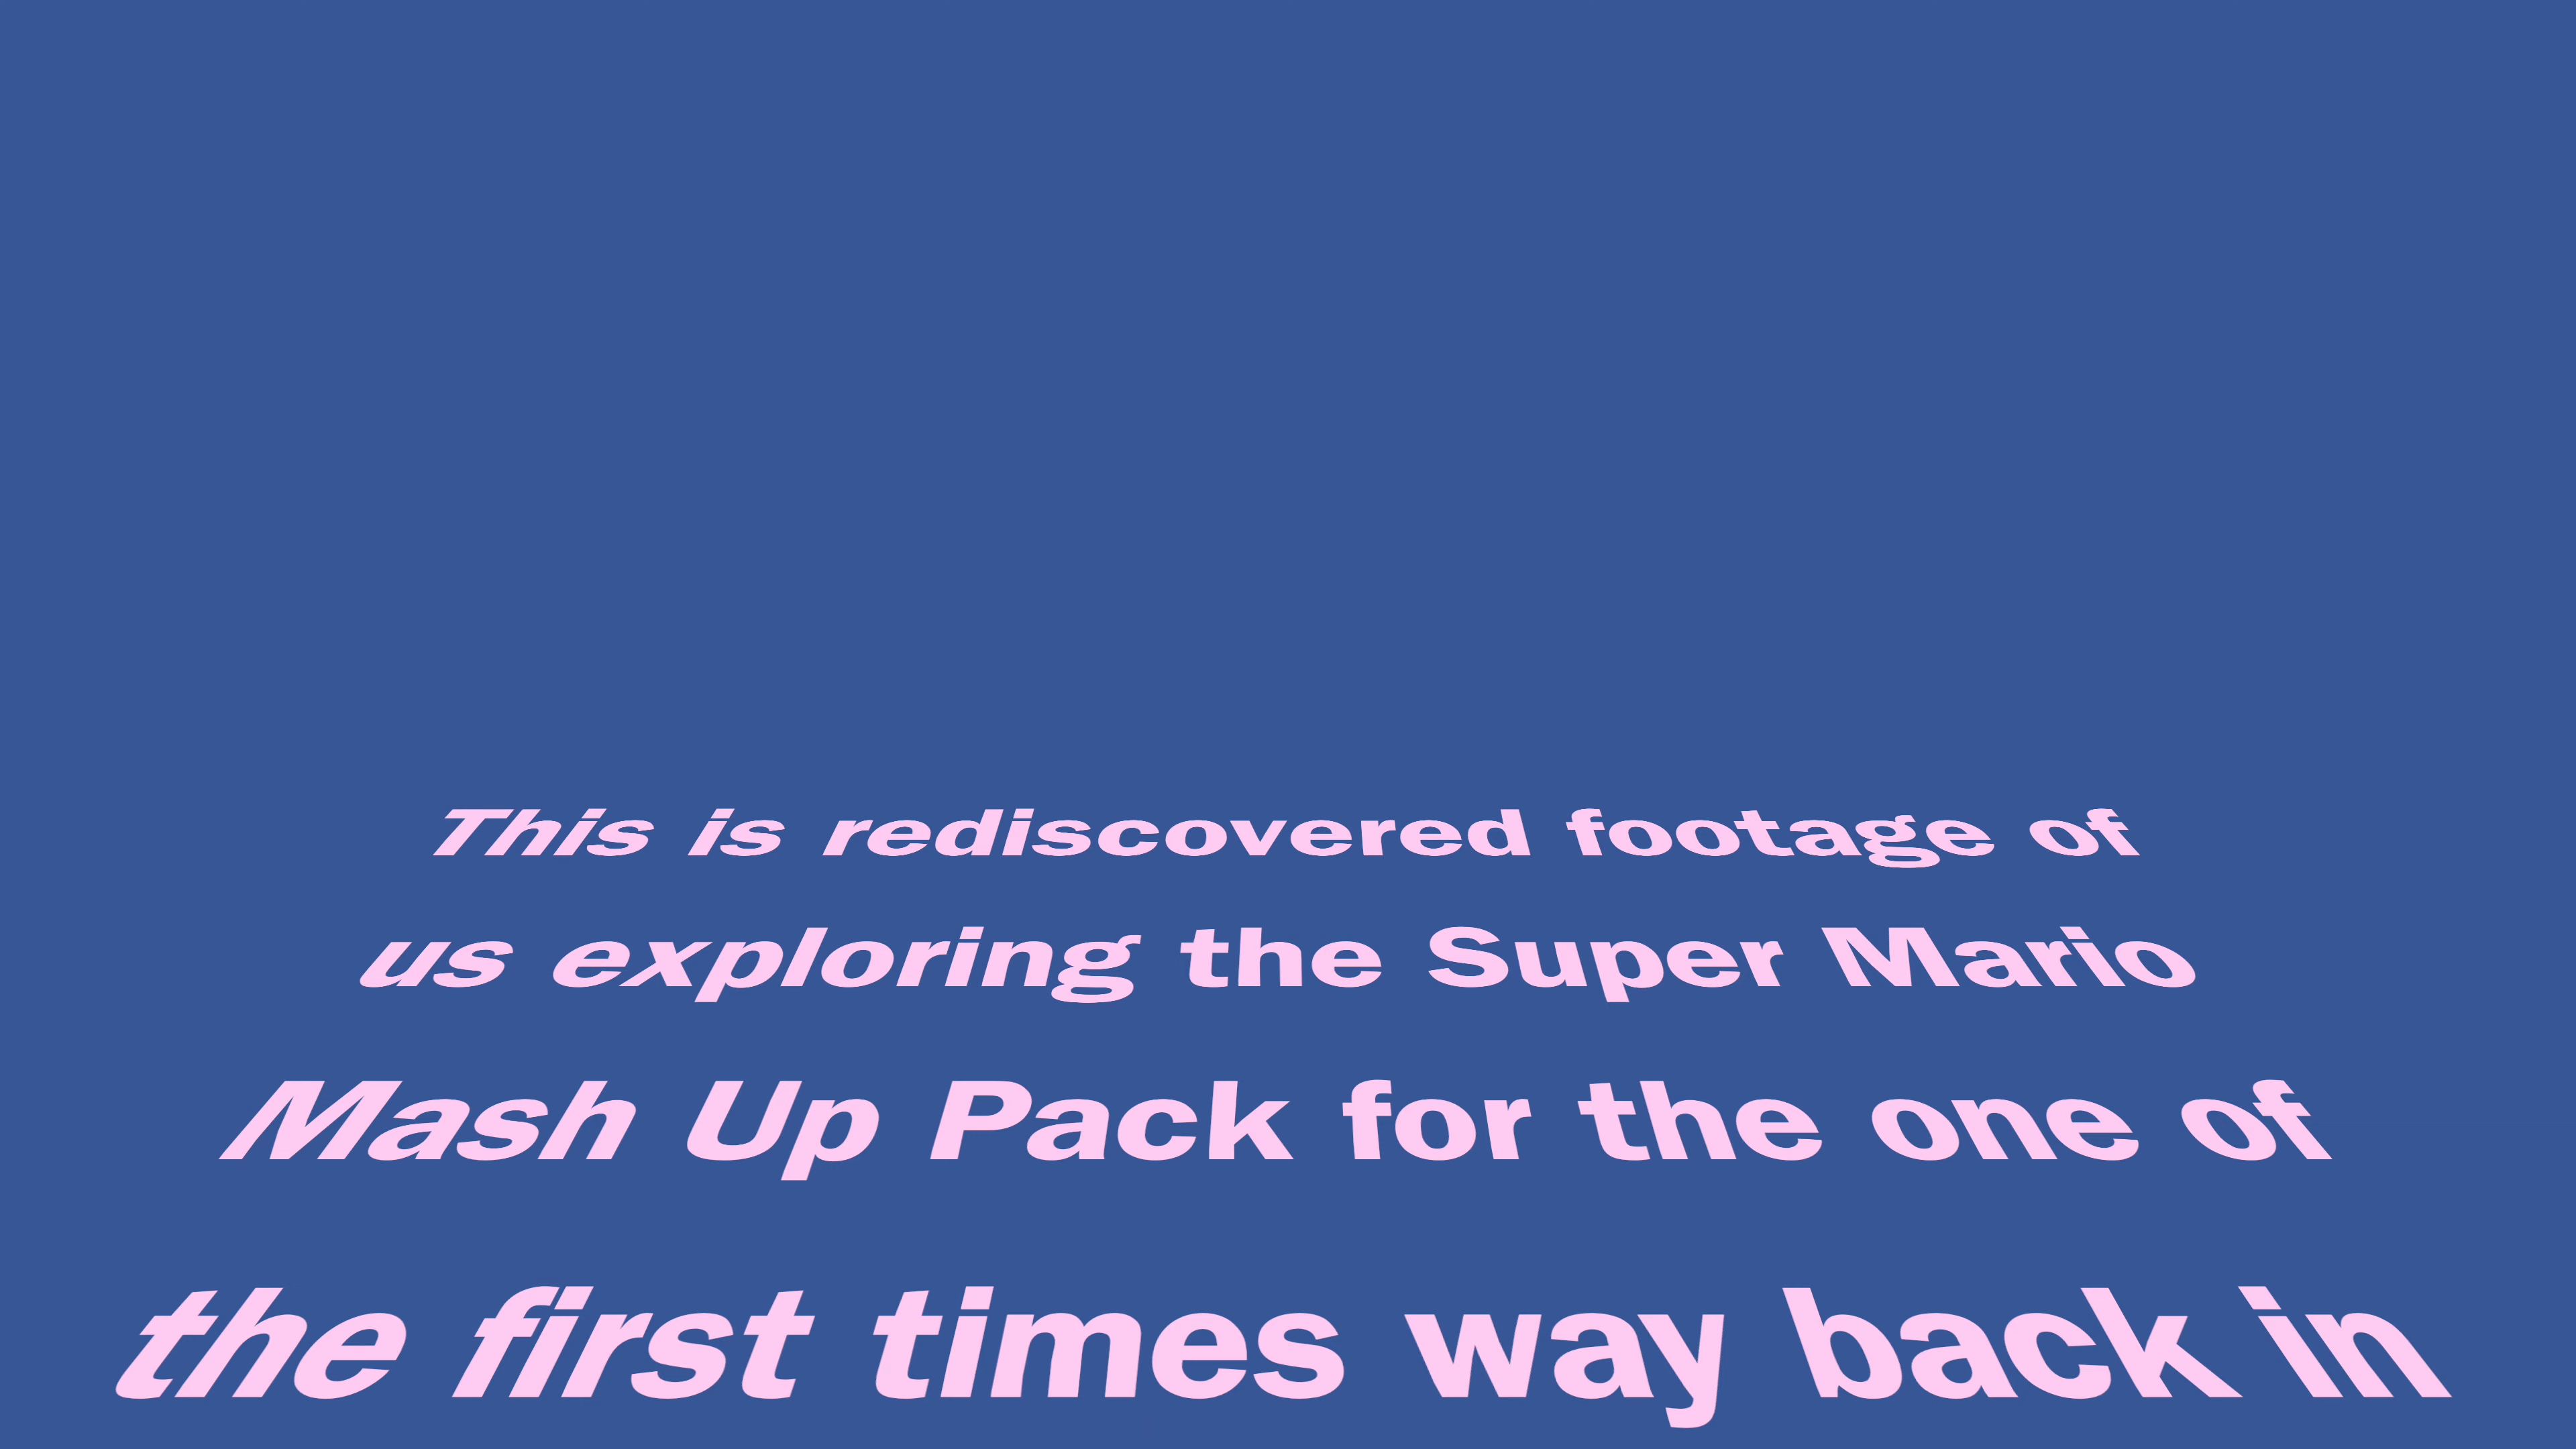 This is rediscovered footage of
us exploring the Super Mario
Mash Up Pack for the one of
the first times way back in